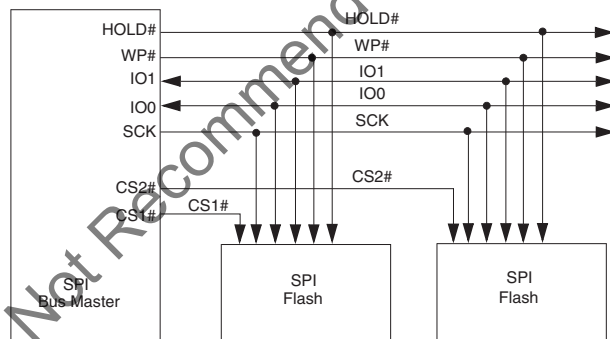 HOLD#
HOLD#
WP#
WP#
IO1
IO1
IO0
IO0
SCK
SCK
CS2#
CS2#
CS1#
CS1#
SPI
Bus Master
SPI
Flash
SPI
Flash
Not Recommend